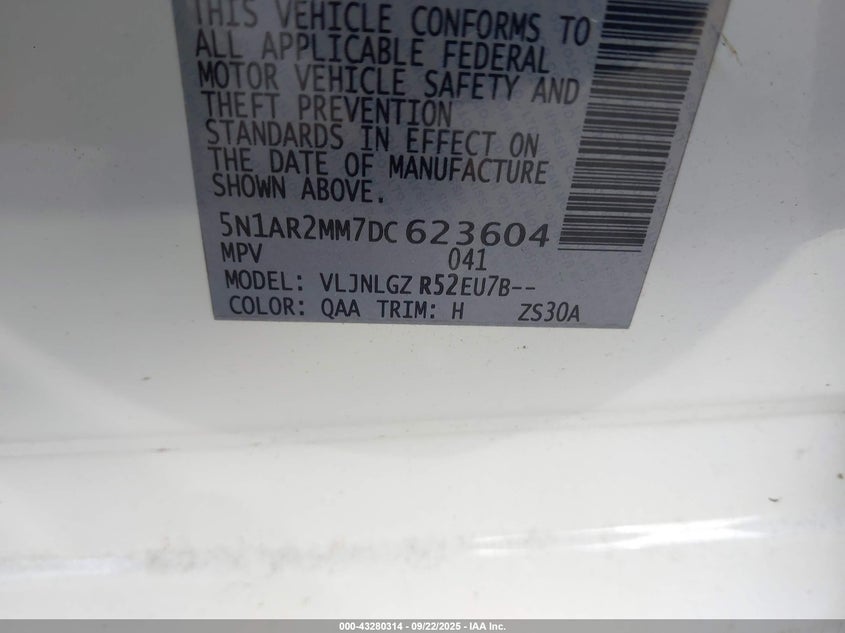 THIS VEHICLE CONFORMS TO
ALL APPLICABLE FEDERAL
MOTOR VEHICLE SAFETY AND
THEFT PREVENTION
STANDARDS IN EFFECT ON
THE DATE OF MANUFACTURE
SHOWN ABOVE.
5N1AR2MM7DC 623604
MPV 041
MODEL: VLJNLGZ R52EU7B--
COLOR: QAA TRIM: H ZS30A
000-43280314 - 09/22/2025 - IAA Inc.